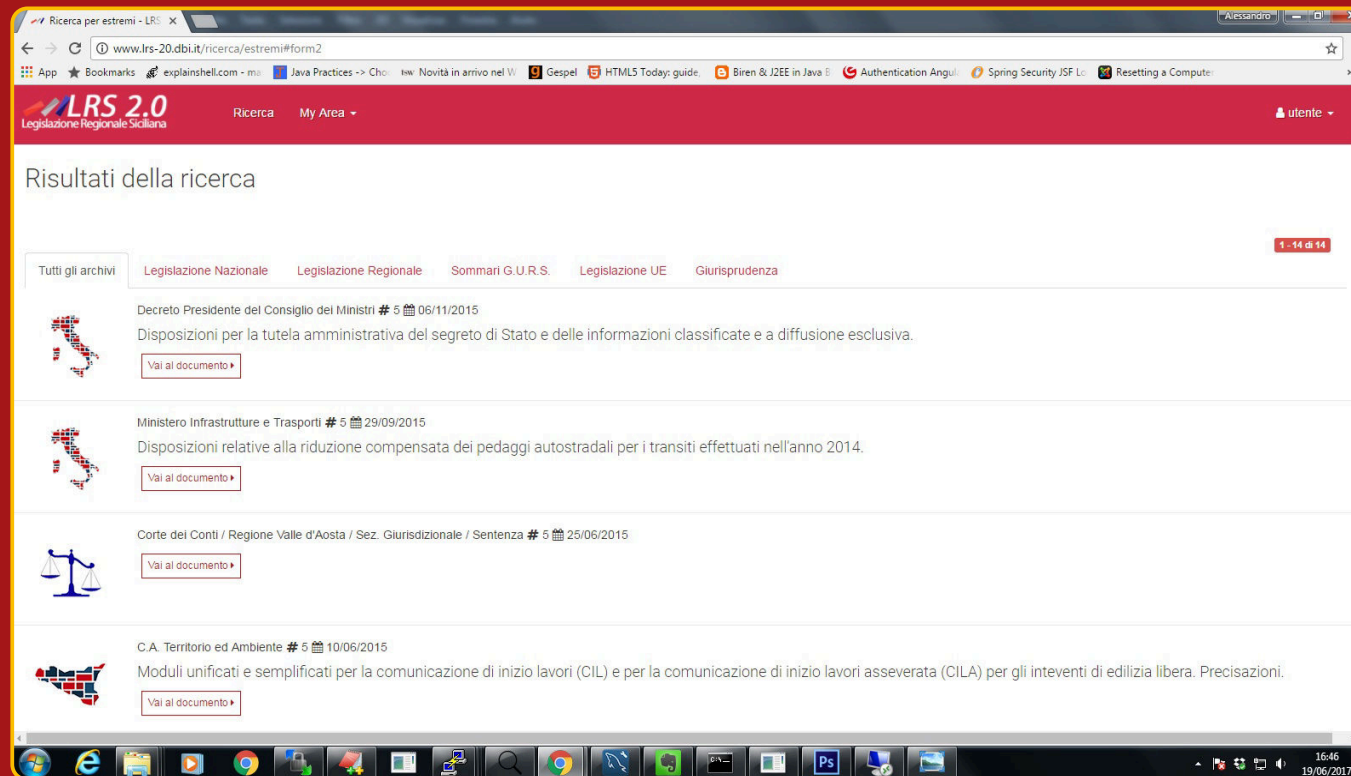 Ricerca per estremi - LRS
Alessandro
www.lrs-20.dbi.it/ricerca/estremi#form2
App Bookmarks explainshell.com - ma Java Practices -> Cho Novità in arrivo nel W Gespel HTML5 Today: guide, Biren & J2EE in Java B Authentication Angul Spring Security JSF Lo Resetting a Compute
LRS 2.0
Legislazione Regionale Siciliana
Ricerca My Area utente
Risultati della ricerca
1 - 14 di 14
Tutti gli archivi Legislazione Nazionale Legislazione Regionale Sommari G.U.R.S. Legislazione UE Giurisprudenza
Decreto Presidente del Consiglio dei Ministri # 5 06/11/2015
Disposizioni per la tutela amministrativa del segreto di Stato e delle informazioni classificate e a diffusione esclusiva.
Vai al documento
Ministero Infrastrutture e Trasporti # 5 29/09/2015
Disposizioni relative alla riduzione compensata dei pedaggi autostradali per i transiti effettuati nell'anno 2014.
Vai al documento
Corte dei Conti / Regione Valle d'Aosta / Sez. Giurisdizionale / Sentenza # 5 25/06/2015
Vai al documento
C.A. Territorio ed Ambiente # 5 10/06/2015
Moduli unificati e semplificati per la comunicazione di inizio lavori (CIL) e per la comunicazione di inizio lavori asseverata (CILA) per gli inteventi di edilizia libera. Precisazioni.
Vai al documento
Ps
16:46
19/06/2017